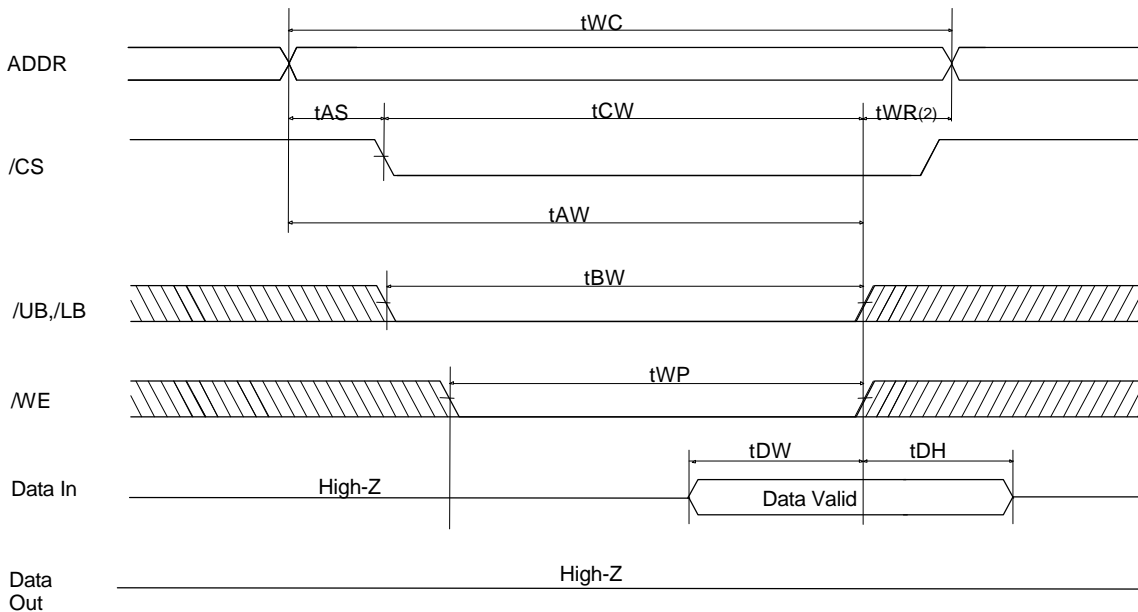 tWC
ADDR
tAS tCW tWR(2)
/CS
tAW
tBW
/UB,/LB
tWP
/WE
tDW tDH
Data In High-Z Data Valid
Data Out High-Z